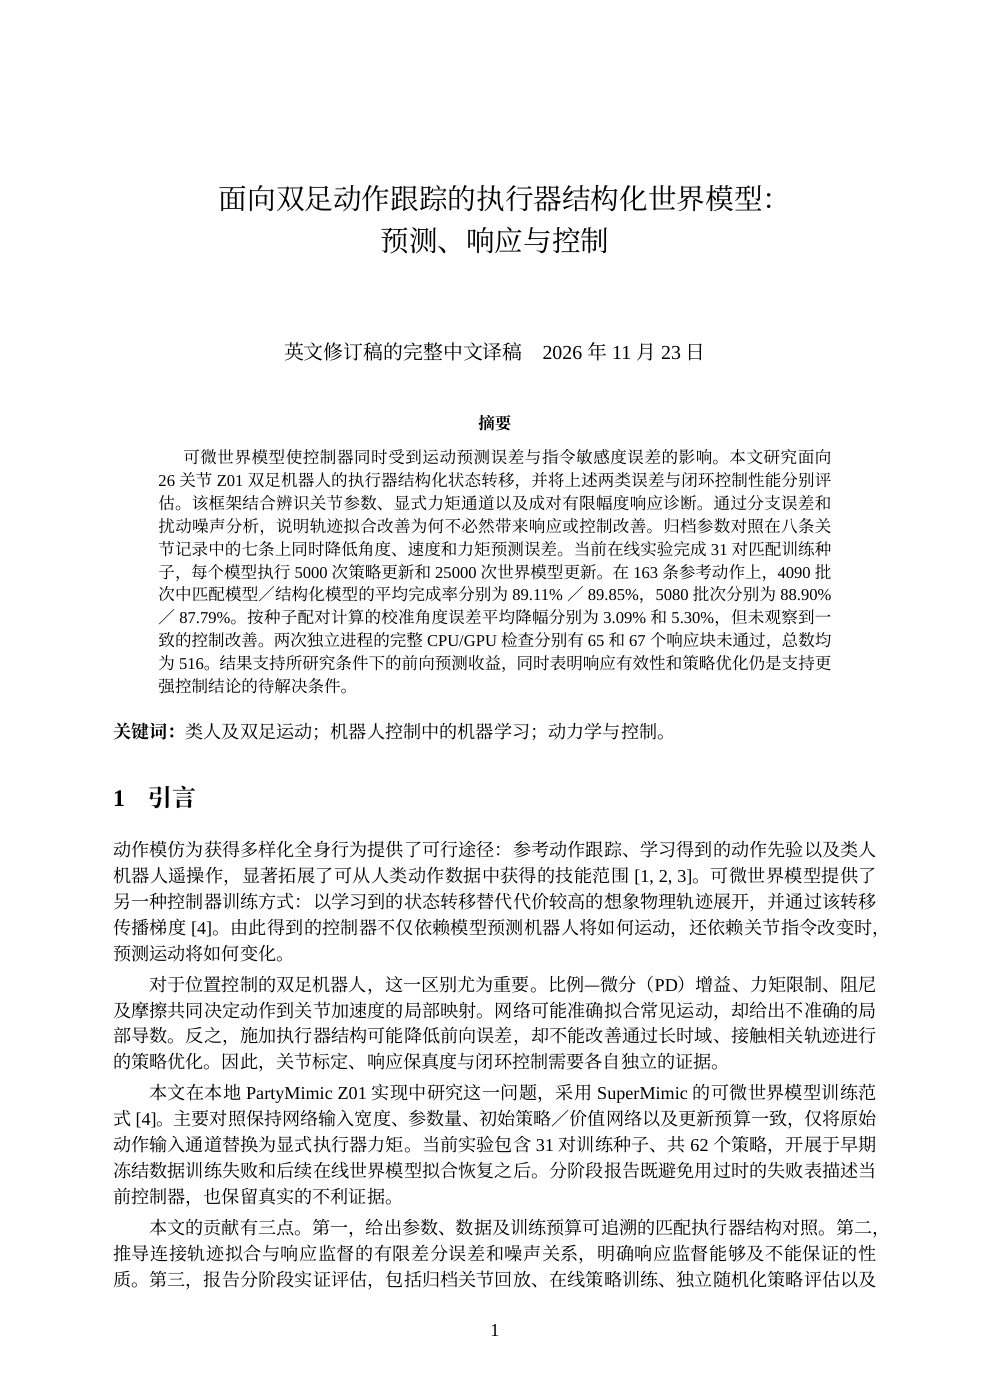 面向双足动作跟踪的执行器结构化世界模型：
预测、响应与控制
英文修订稿的完整中文译稿 2026 年 11 月 23 日
摘要
可微世界模型使控制器同时受到运动预测误差与指令敏感度误差的影响。本文研究面向
26 关节 Z01 双足机器人的执行器结构化状态转移，并将上述两类误差与闭环控制性能分别评
估。该框架结合辨识关节参数、显式力矩通道以及成对有限幅度响应诊断。通过分支误差和
扰动噪声分析，说明轨迹拟合改善为何不必然带来响应或控制改善。归档参数对照在八条关
节记录中的七条上同时降低角度、速度和力矩预测误差。当前在线实验完成 31 对匹配训练种
子，每个模型执行 5000 次策略更新和 25000 次世界模型更新。在 163 条参考动作上，4090 批
次中匹配模型／结构化模型的平均完成率分别为 89.11% ／ 89.85%，5080 批次分别为 88.90%
／ 87.79%。按种子配对计算的校准角度误差平均降幅分别为 3.09% 和 5.30%，但未观察到一
致的控制改善。两次独立进程的完整 CPU/GPU 检查分别有 65 和 67 个响应块未通过，总数均
为 516。结果支持所研究条件下的前向预测收益，同时表明响应有效性和策略优化仍是支持更
强控制结论的待解决条件。
关键词：类人及双足运动；机器人控制中的机器学习；动力学与控制。
1 引言
动作模仿为获得多样化全身行为提供了可行途径：参考动作跟踪、学习得到的动作先验以及类人
机器人遥操作，显著拓展了可从人类动作数据中获得的技能范围 [1, 2, 3]。可微世界模型提供了
另一种控制器训练方式：以学习到的状态转移替代代价较高的想象物理轨迹展开，并通过该转移
传播梯度 [4]。由此得到的控制器不仅依赖模型预测机器人将如何运动，还依赖关节指令改变时，
预测运动将如何变化。
对于位置控制的双足机器人，这一区别尤为重要。比例—微分（PD）增益、力矩限制、阻尼
及摩擦共同决定动作到关节加速度的局部映射。网络可能准确拟合常见运动，却给出不准确的局
部导数。反之，施加执行器结构可能降低前向误差，却不能改善通过长时域、接触相关轨迹进行
的策略优化。因此，关节标定、响应保真度与闭环控制需要各自独立的证据。
本文在本地 PartyMimic Z01 实现中研究这一问题，采用 SuperMimic 的可微世界模型训练范
式 [4]。主要对照保持网络输入宽度、参数量、初始策略／价值网络以及更新预算一致，仅将原始
动作输入通道替换为显式执行器力矩。当前实验包含 31 对训练种子、共 62 个策略，开展于早期
冻结数据训练失败和后续在线世界模型拟合恢复之后。分阶段报告既避免用过时的失败表描述当
前控制器，也保留真实的不利证据。
本文的贡献有三点。第一，给出参数、数据及训练预算可追溯的匹配执行器结构对照。第二，
推导连接轨迹拟合与响应监督的有限差分误差和噪声关系，明确响应监督能够及不能保证的性
质。第三，报告分阶段实证评估，包括归档关节回放、在线策略训练、独立随机化策略评估以及
1